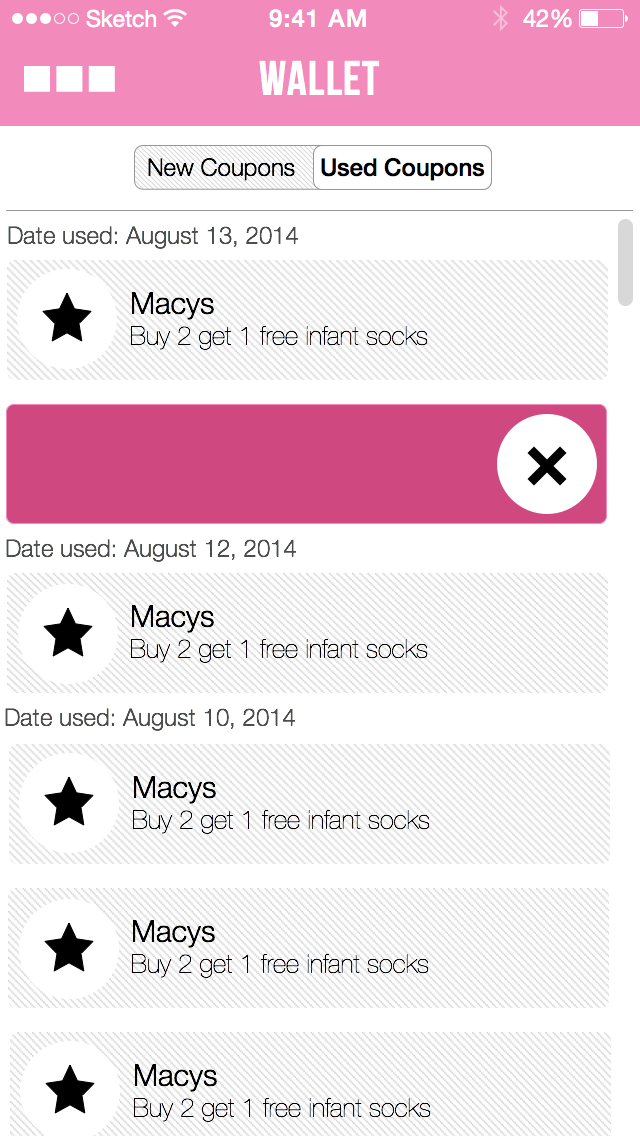 Sketch 9:41 AM 42%
WALLET
New Coupons Used Coupons
Date used: August 13, 2014
Macys
Buy 2 get 1 free infant socks
Date used: August 12, 2014
Macys
Buy 2 get 1 free infant socks
Date used: August 10, 2014
Macys
Buy 2 get 1 free infant socks
Macys
Buy 2 get 1 free infant socks
Macys
Buy 2 get 1 free infant socks